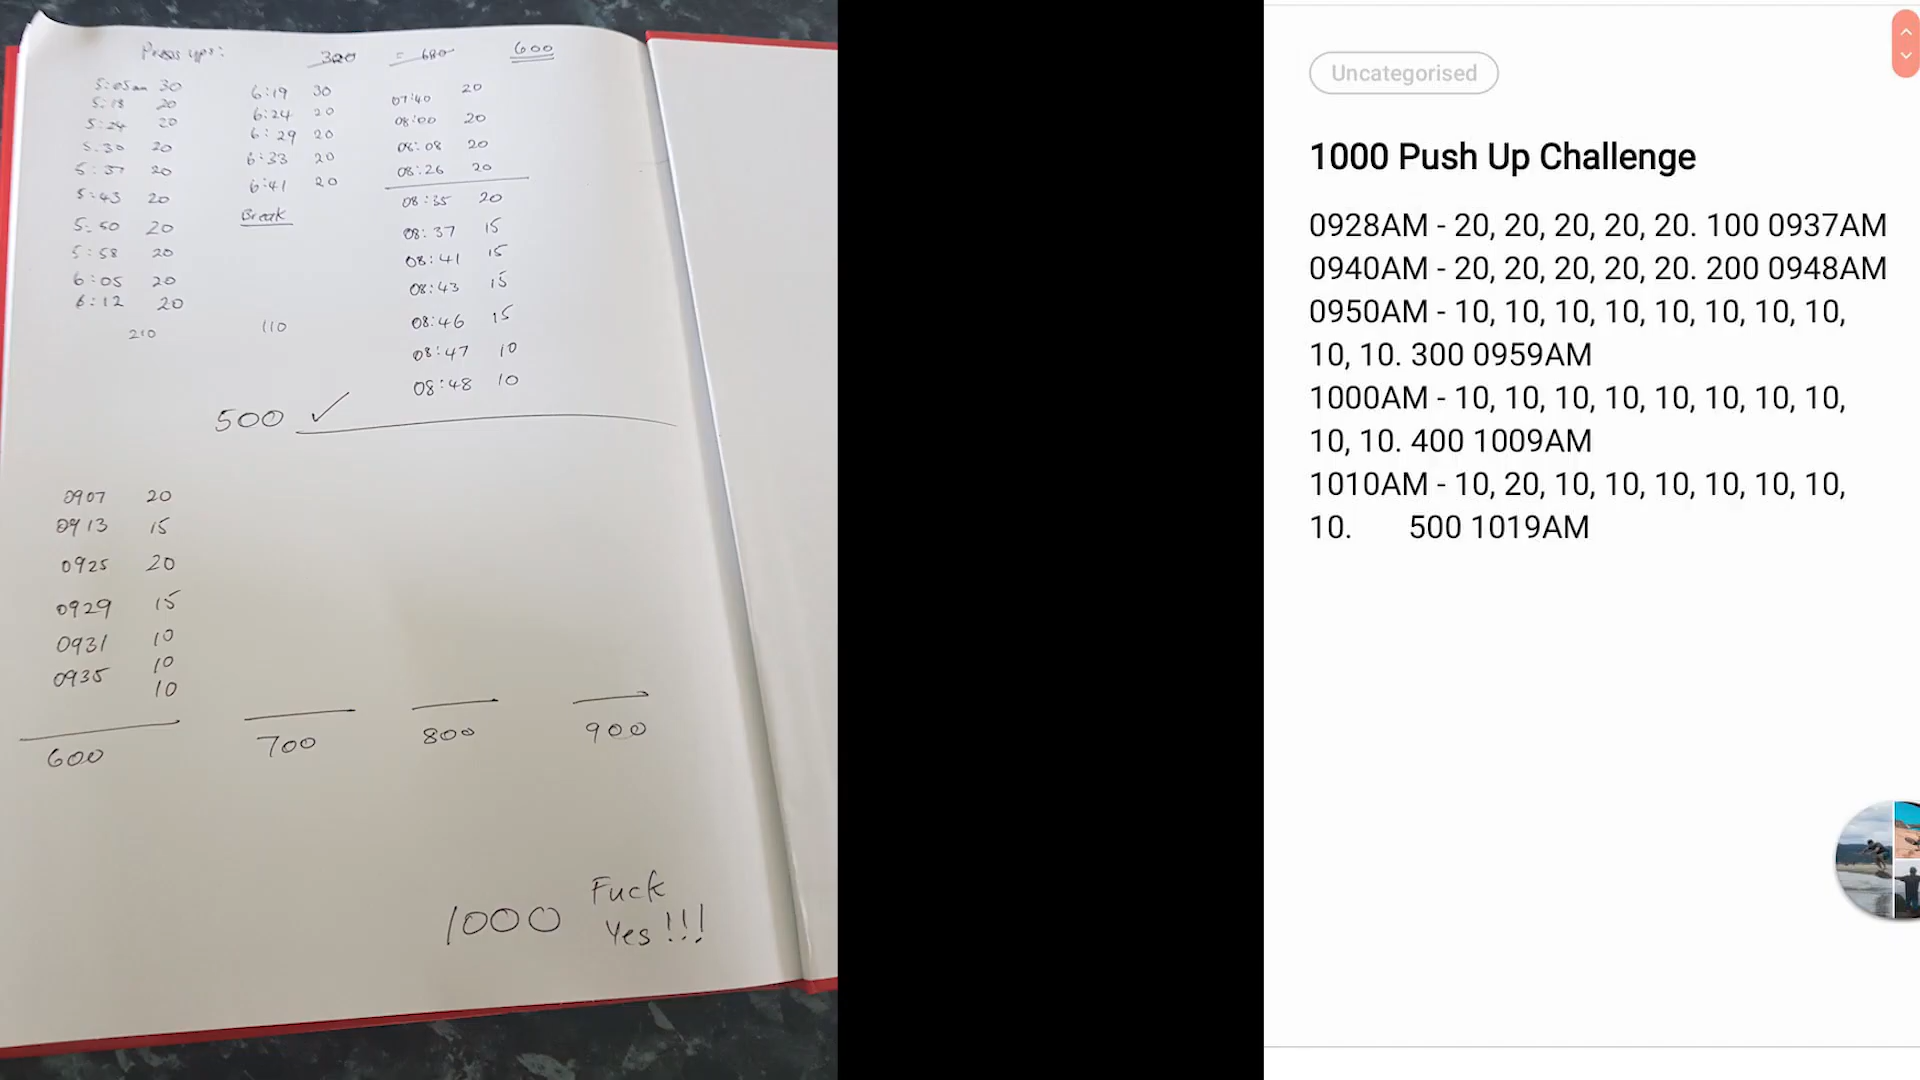 Press ups: 320 = 680 600
5:05am 30
5:18 20
5:24 20
5:30 20
5:37 20
5:43 20
5:50 20
5:58 20
6:05 20
6:12 20
210
6:19 30
6:24 20
6:29 20
6:33 20
6:41 20
Break
110
07:40 20
08:00 20
08:08 20
08:26 20
08:35 20
08:37 15
08:41 15
08:43 15
08:46 15
08:47 10
08:48 10
500 ✓
0907 20
0913 15
0925 20
0929 15
0931 10
0935 10
10
600 700 800 900
1000 Fuck
Yes!!!
Uncategorised
1000 Push Up Challenge
0928AM - 20, 20, 20, 20, 20. 100 0937AM
0940AM - 20, 20, 20, 20, 20. 200 0948AM
0950AM - 10, 10, 10, 10, 10, 10, 10, 10,
10, 10. 300 0959AM
1000AM - 10, 10, 10, 10, 10, 10, 10, 10,
10, 10. 400 1009AM
1010AM - 10, 20, 10, 10, 10, 10, 10, 10,
10. 500 1019AM